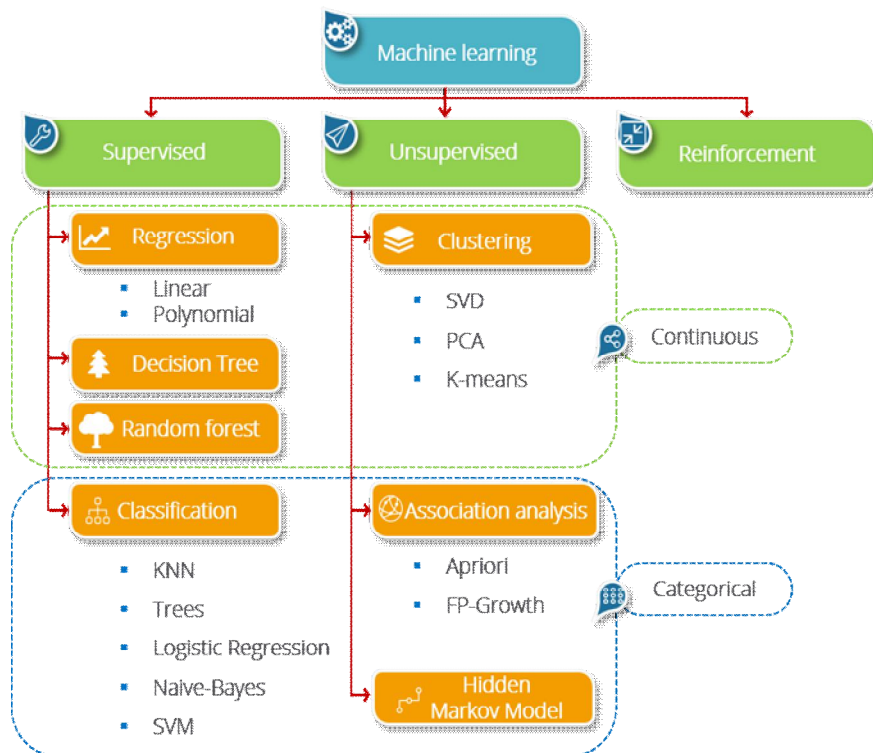 Machine learning
Supervised
Unsupervised
Reinforcement
Regression
Linear
Polynomial
Decision Tree
Random forest
Clustering
SVD
PCA
K-means
Continuous
Classification
KNN
Trees
Logistic Regression
Naive-Bayes
SVM
Association analysis
Apriori
FP-Growth
Hidden
Markov Model
Categorical